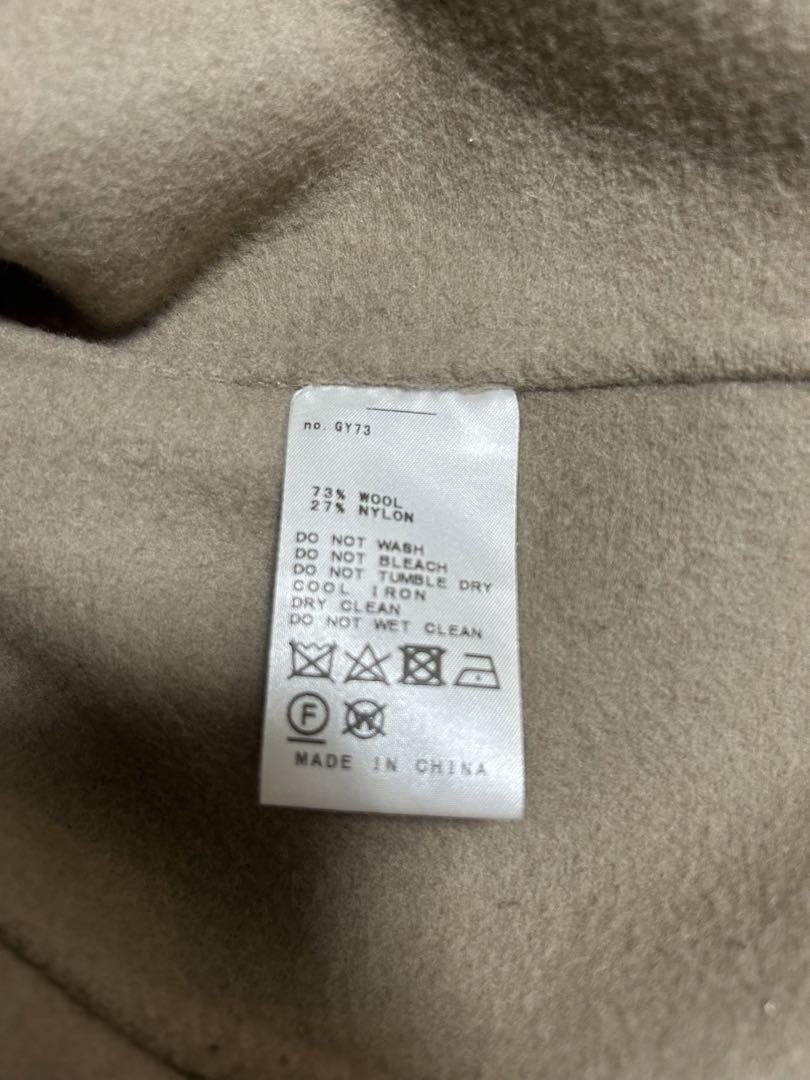 no. GY73
73% WOOL
27% NYLON
DO NOT WASH
DO NOT BLEACH
DO NOT TUMBLE DRY
COOL IRON
DRY CLEAN
DO NOT WET CLEAN
F W
MADE IN CHINA